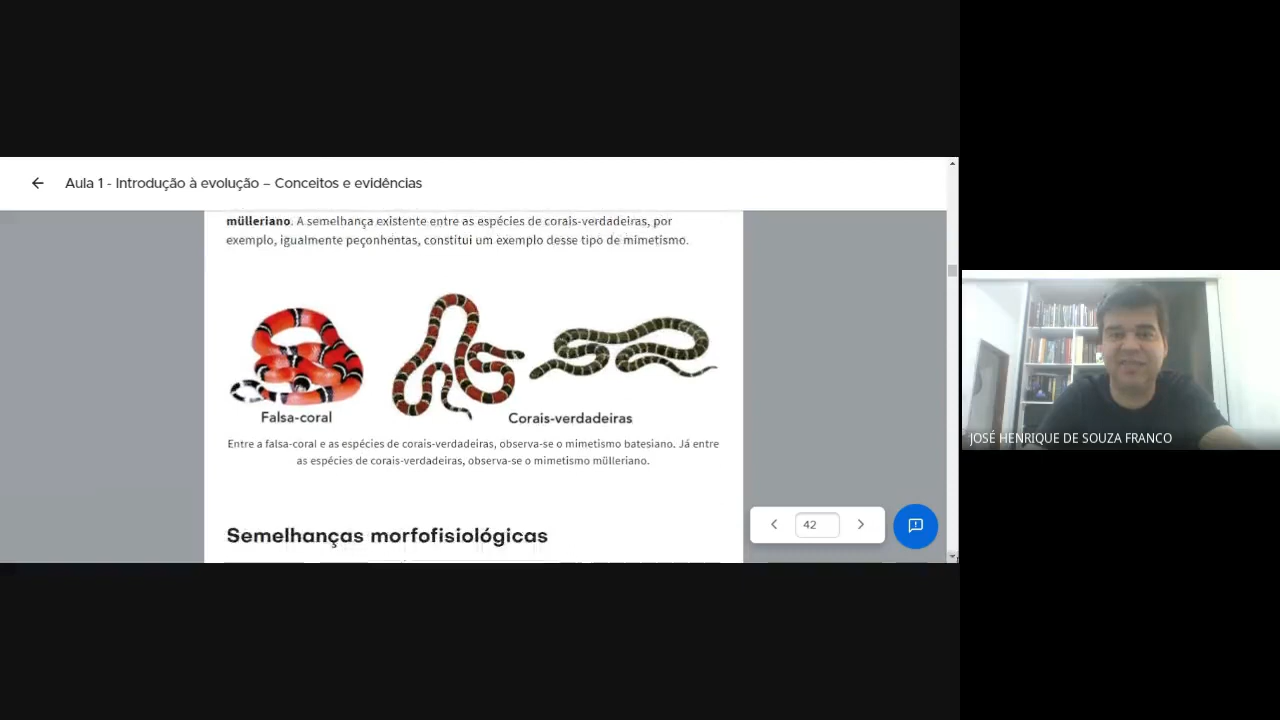 Aula 1 - Introdução à evolução – Conceitos e evidências
mülleriano. A semelhança existente entre as espécies de corais-verdadeiras, por
exemplo, igualmente peçonhentas, constitui um exemplo desse tipo de mimetismo.
Falsa-coral
Corais-verdadeiras
Entre a falsa-coral e as espécies de corais-verdadeiras, observa-se o mimetismo batesiano. Já entre
as espécies de corais-verdadeiras, observa-se o mimetismo mülleriano.
Semelhanças morfofisiológicas
42
JOSÉ HENRIQUE DE SOUZA FRANCO